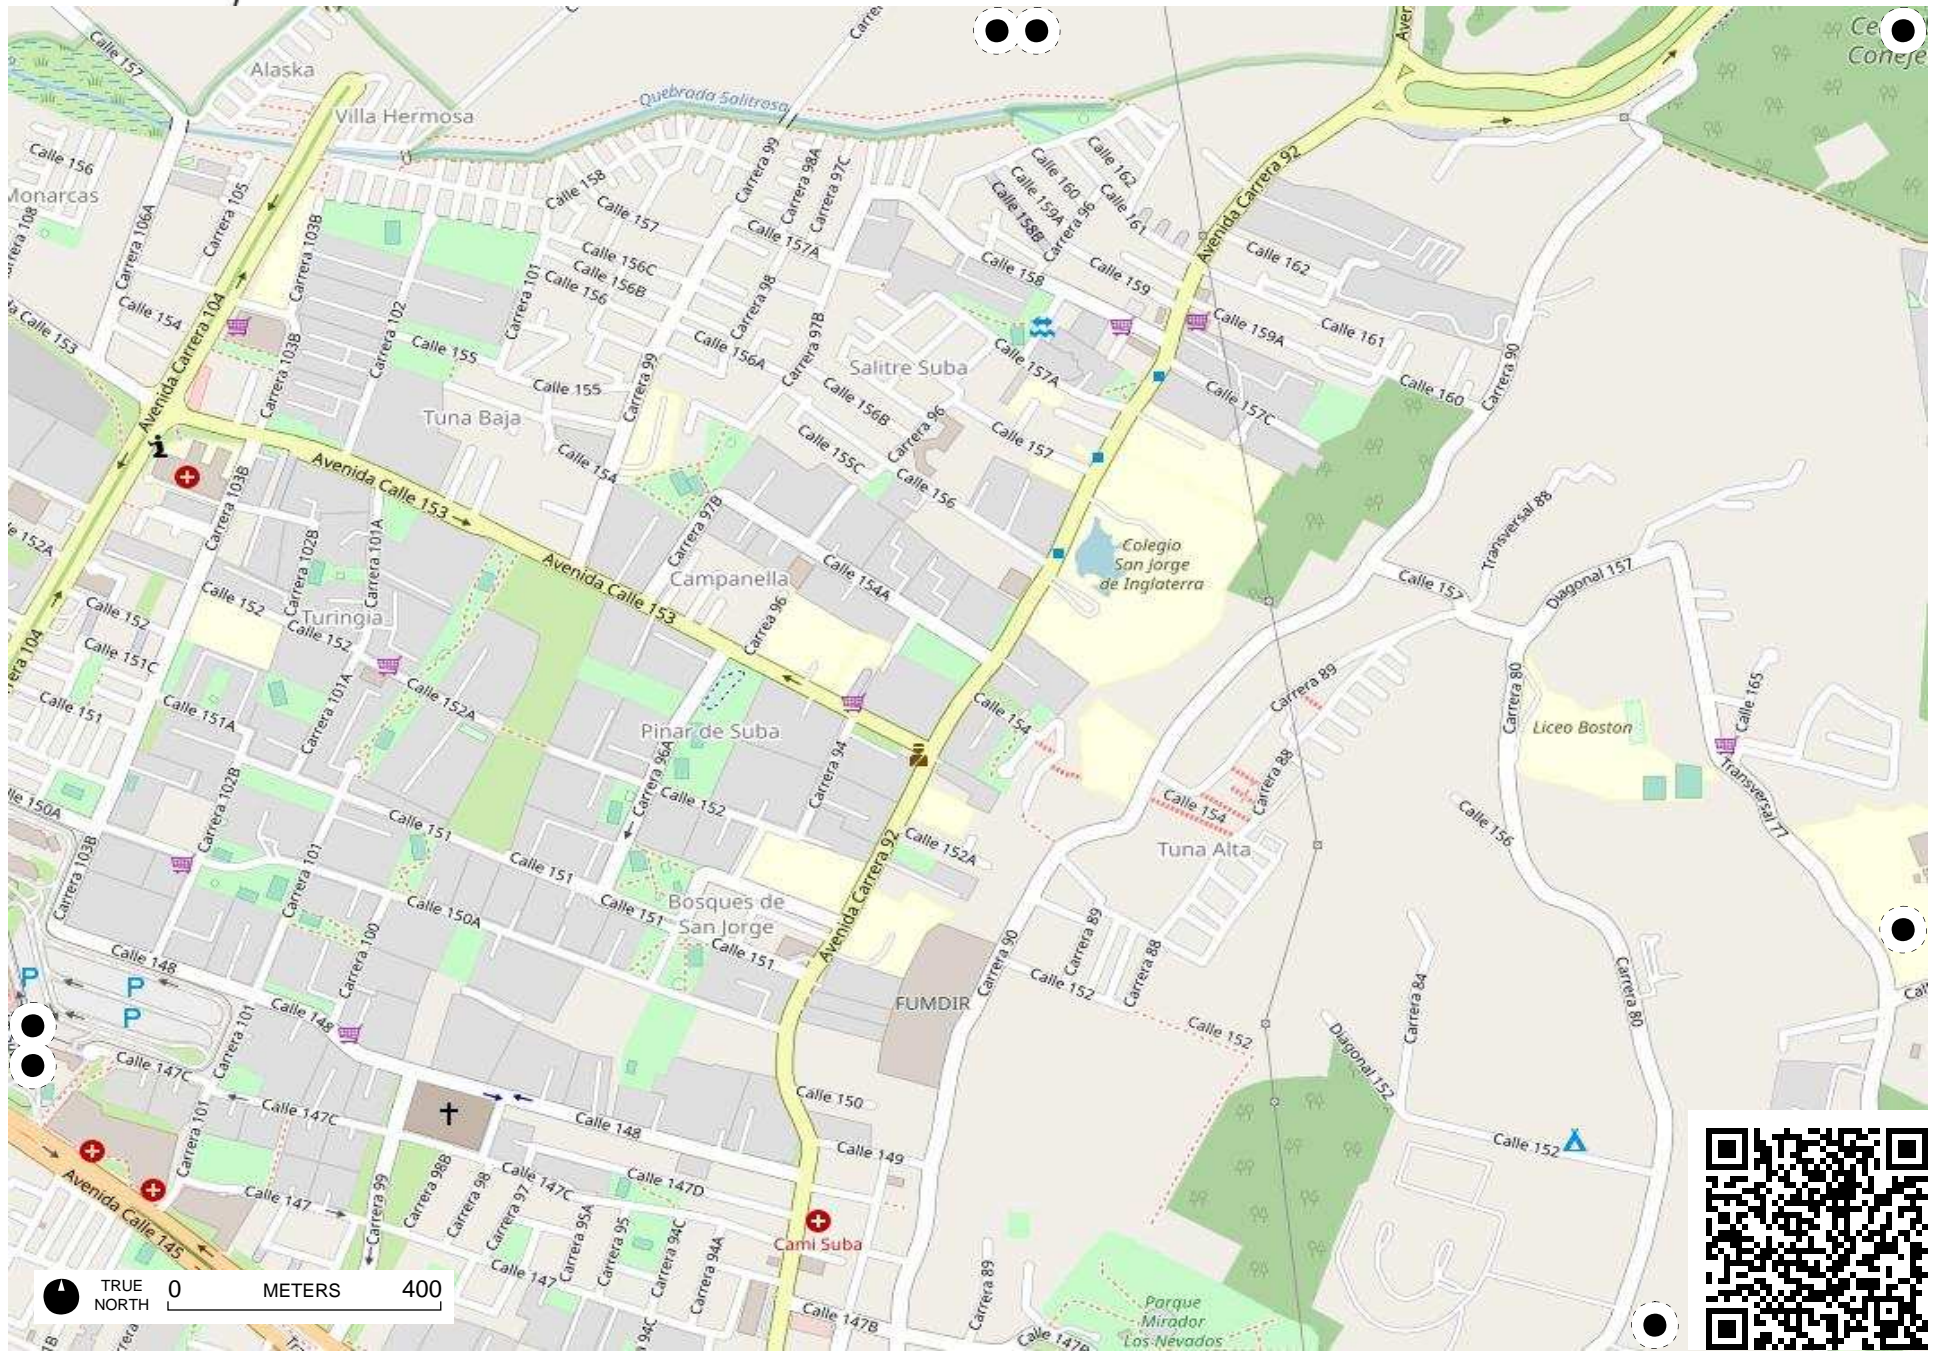 Calle 157
Alaska
Villa Hermosa
Quebrada Salitrosa
Calle 156
Monarcas
Carrera 106A
Carrera 105
Carrera 103B
Calle 158
Calle 157
Carrera 99
Carrera 98A
Carrera 97C
Calle 157A
Calle 160
Calle 159A
Calle 158B
Carrera 96
Calle 162
Calle 161
Avenida Carrera 92
Calle 162
Calle 154
Avenida Carrera 104
Carrera 102
Carrera 101
Calle 156C
Calle 156B
Calle 156
Carrera 98
Carrera 97B
Calle 158
Calle 159
Calle 159A
Calle 161
Calle 160
Carrera 90
Carrera 103B
Calle 155
Calle 155
Tuna Baja
Carrera 99
Calle 156A
Salitre Suba
Calle 157A
Calle 156B
Carrera 96
Calle 155C
Calle 157
Calle 157C
Calle 154
Calle 156
Avenida Calle 153
Carrera 103B
Carrera 102B
Carrera 101A
Carrera 97B
Campanella
Calle 154A
Carrea 96
Avenida Calle 153
Colegio
San Jorge
de Inglaterra
Transversal 88
Calle 157
Diagonal 157
Calle 152
Calle 152
Turingia
Calle 152
Calle 151C
Calle 151
Calle 151A
Carrera 101A
Calle 152A
Pinar de Suba
Carrera 96A
Carrera 94
Calle 154
Carrera 89
Carrera 88
Calle 154
Tuna Alta
Carrera 80
Liceo Boston
Calle 165
Transversal 77
Calle 156
Carrera 102B
Calle 151
Calle 152
Calle 151
Calle 152A
Carrera 103B
Carrera 101
Calle 150A
Calle 151
Bosques de
San Jorge
Calle 151
Avenida Carrera 92
Carrera 100
Calle 148
P
P
P
Calle 148
Carrera 101
FUMDIR
Carrera 90
Carrera 89
Carrera 88
Calle 152
Calle 152
Carrera 84
Diagonal 152
Carrera 80
Calle 147C
Calle 147C
Calle 148
Calle 150
Calle 149
Calle 152
Carrera 101
Calle 147
Avenida Calle 145
Carrera 99
Carrera 98B
Carrera 98
Carrera 97
Calle 147C
Calle 147D
Carrera 95A
Carrera 95
Carrera 94C
Carrera 94A
Calle 147
Cami Suba
Calle 147B
Carrera 89
Parque
Mirador
Los Nevados
TRUE
NORTH
0 METERS 400